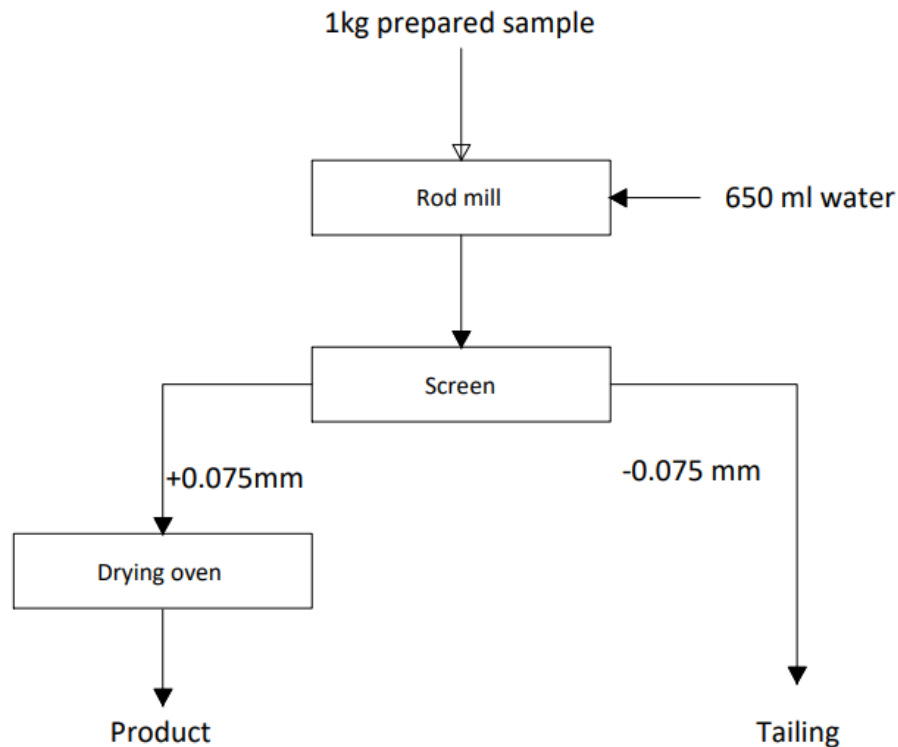 1kg prepared sample
Rod mill
650 ml water
Screen
+0.075mm
-0.075 mm
Drying oven
Product
Tailing